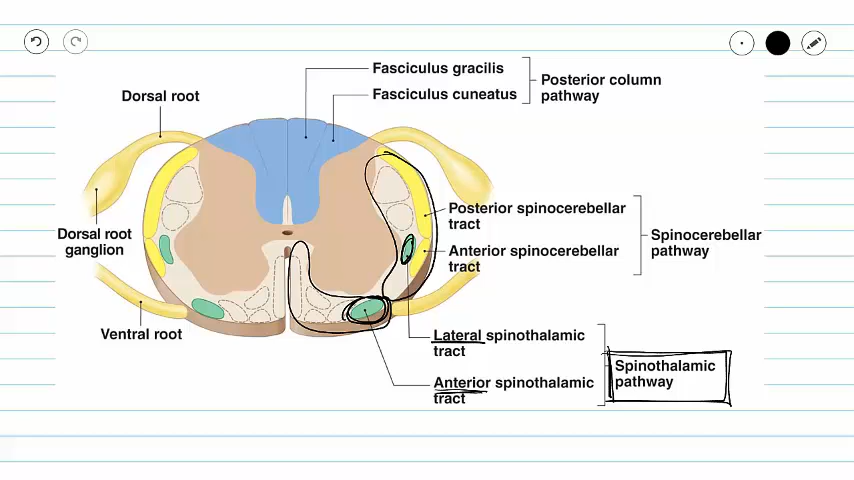 Fasciculus gracilis
Fasciculus cuneatus
Posterior column
pathway
Dorsal root
Dorsal root
ganglion
Posterior spinocerebellar
tract
Anterior spinocerebellar
tract
Spinocerebellar
pathway
Ventral root
Lateral spinothalamic
tract
Anterior spinothalamic
tract
Spinothalamic
pathway